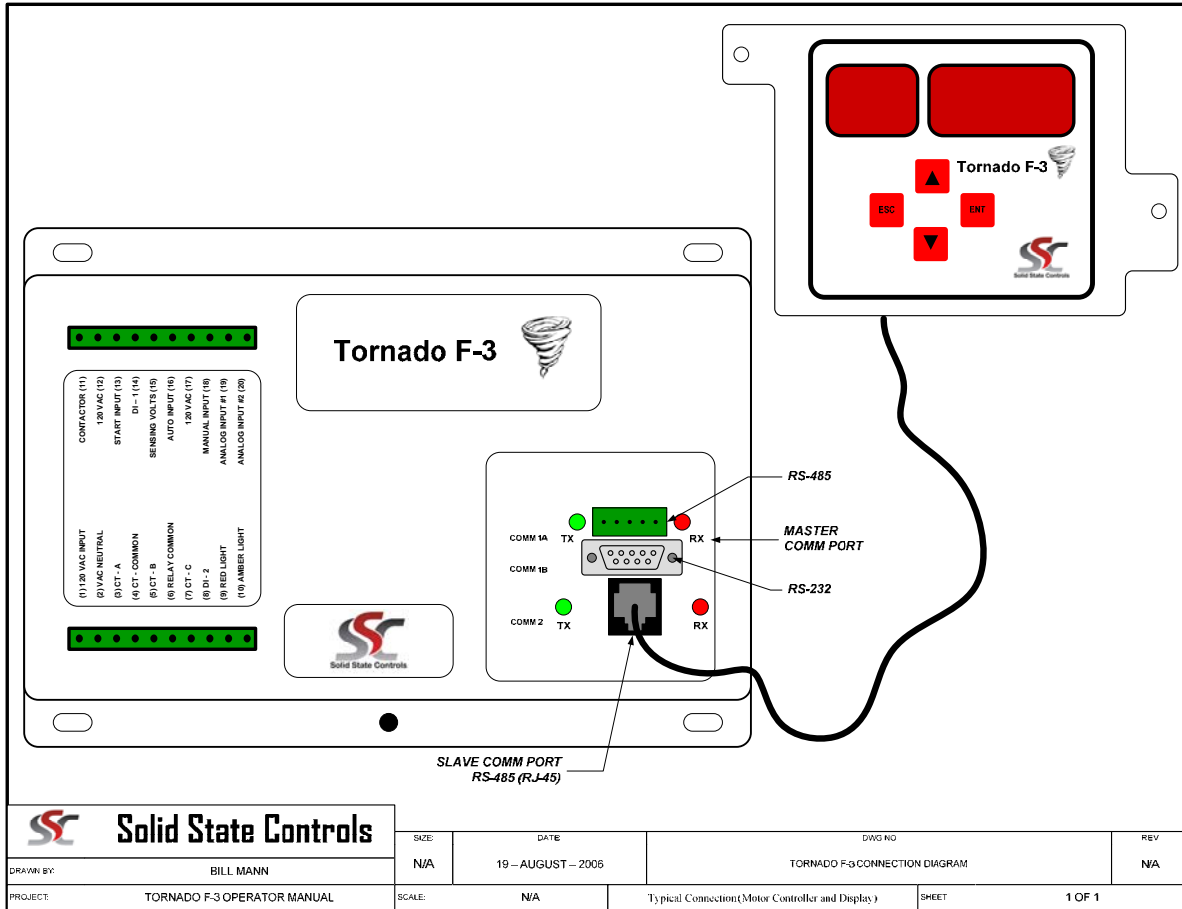 Tornado F-3
▲
ESC
ENT
▼
Solid State Controls
Tornado F-3
CONTACTOR (11)
120 VAC (12)
START INPUT (13)
DI – 1 (14)
SENSING VOLTS (15)
AUTO INPUT (16)
120 VAC (17)
MANUAL INPUT (18)
ANALOG INPUT #1 (19)
ANALOG INPUT #2 (20)
(1) 120 VAC INPUT
(2) VAC NEUTRAL
(3) CT - A
(4) CT - COMMON
(5) CT - B
(6) RELAY COMMON
(7) CT - C
(8) DI - 2
(9) RED LIGHT
(10) AMBER LIGHT
Solid State Controls
RS-485
COMM 1A TX RX
MASTER
COMM PORT
COMM 1B
RS-232
COMM 2 TX RX
SLAVE COMM PORT
RS-485 (RJ-45)
Solid State Controls
SIZE: DATE DWG NO REV
N/A 19 – AUGUST – 2006 TORNADO F-3 CONNECTION DIAGRAM N/A
DRAWN BY: BILL MANN
PROJECT: TORNADO F-3 OPERATOR MANUAL SCALE: N/A Typical Connection(Motor Controller and Display) SHEET 1 OF 1